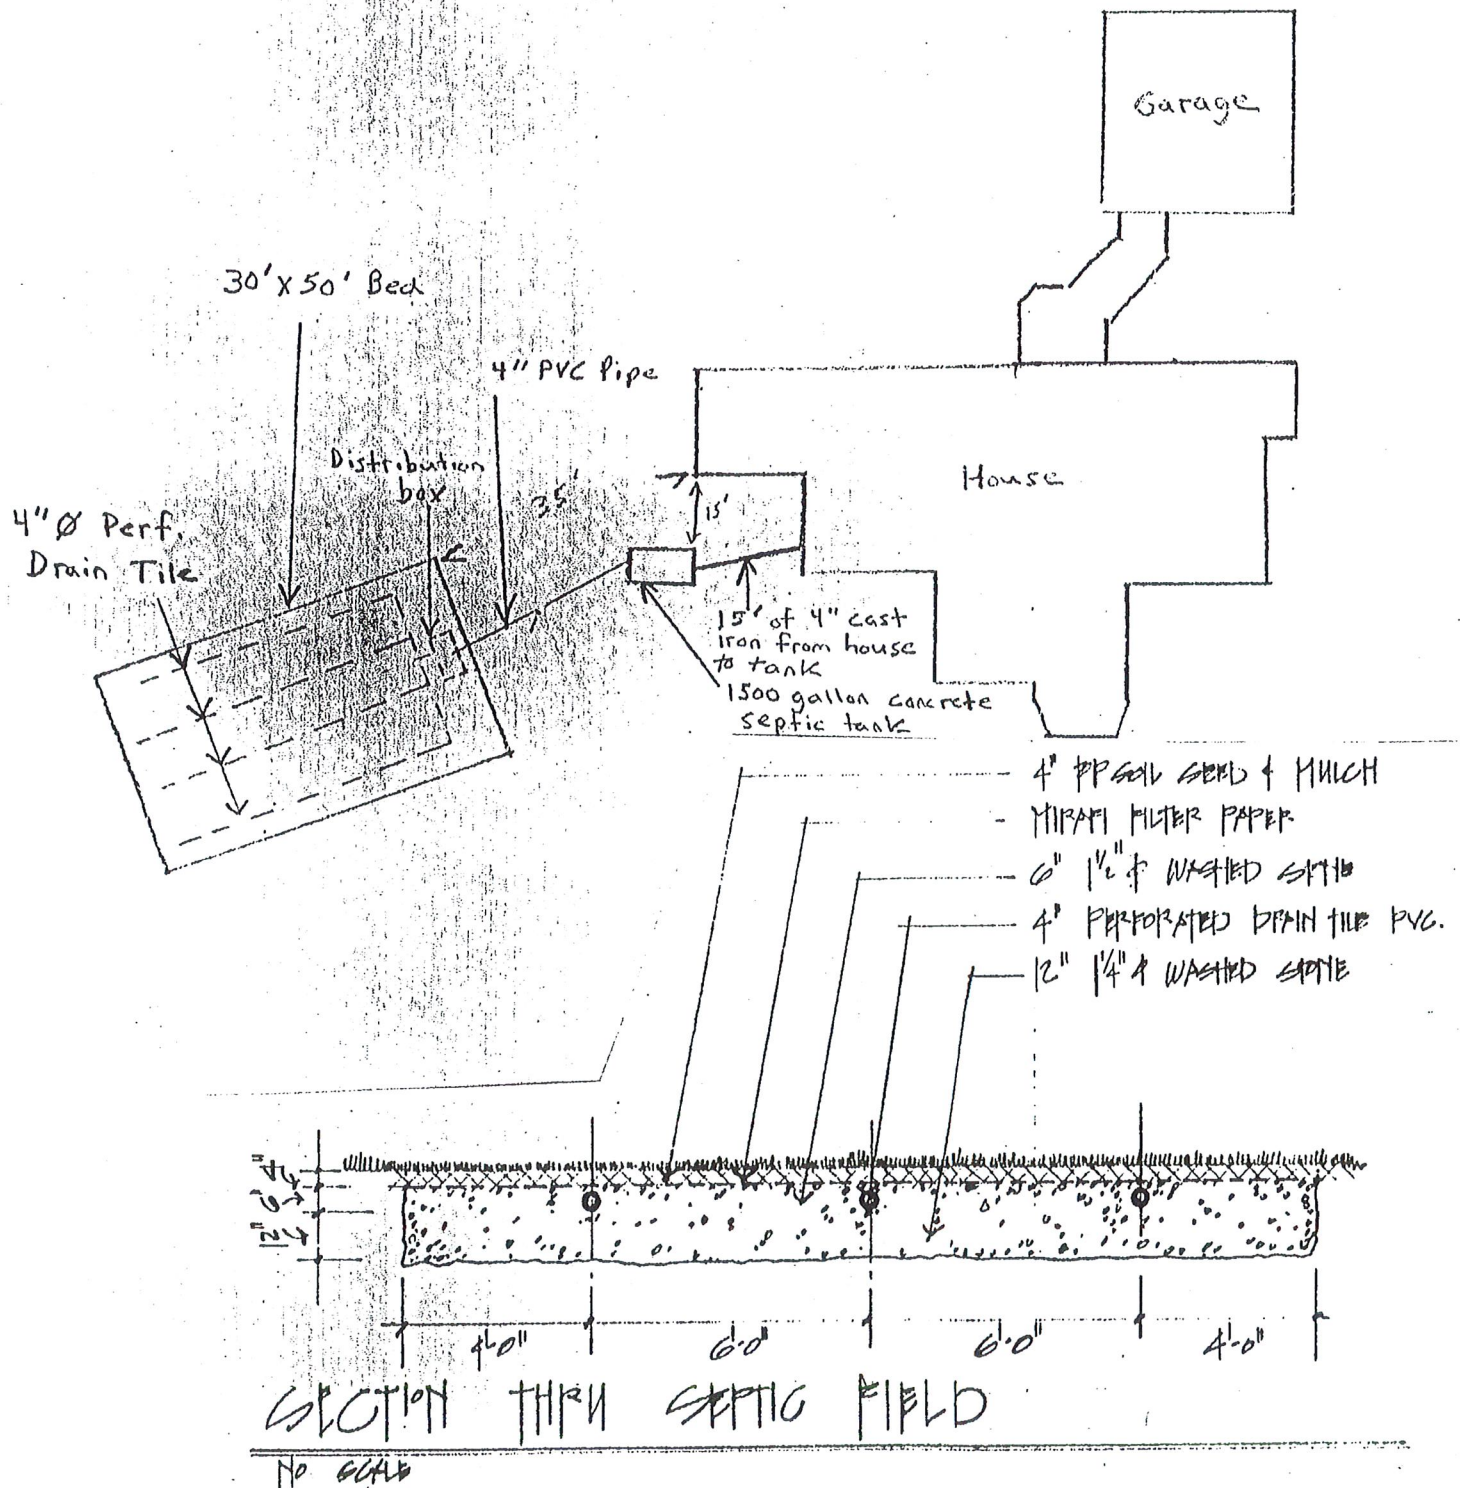 Garage
30' X 50' Bed
4" PVC Pipe
Distribution
box
35'
House
15'
4" Ø Perf.
Drain Tile
15' of 4" cast
iron from house
to tank
1500 gallon concrete
septic tank
4" SOIL SEED & MULCH
MIRAFI FILTER PAPER
6" 1½" WASHED STONE
4" PERFORATED DRAIN TILE PVC.
12" 1¼" WASHED STONE
4"
6"
12"
4'-0" 6'-0" 6'-0" 4'-0"
SECTION THRU SEPTIC FIELD
NO SCALE